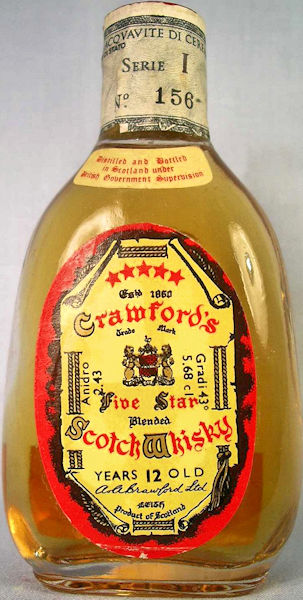 ACQVAVITE DI CERE
STATO
SERIE I
Nº 156
Distilled and Bottled
in Scotland under
British Government Supervision
Estd 1860
Crawford's
Trade Mark
Anidro
2.43
Gradi 43°
5.68 cl
Five Star
Blended
Scotch Whisky
YEARS 12 OLD
A & A Crawford Ltd
LEITH
Product of Scotland